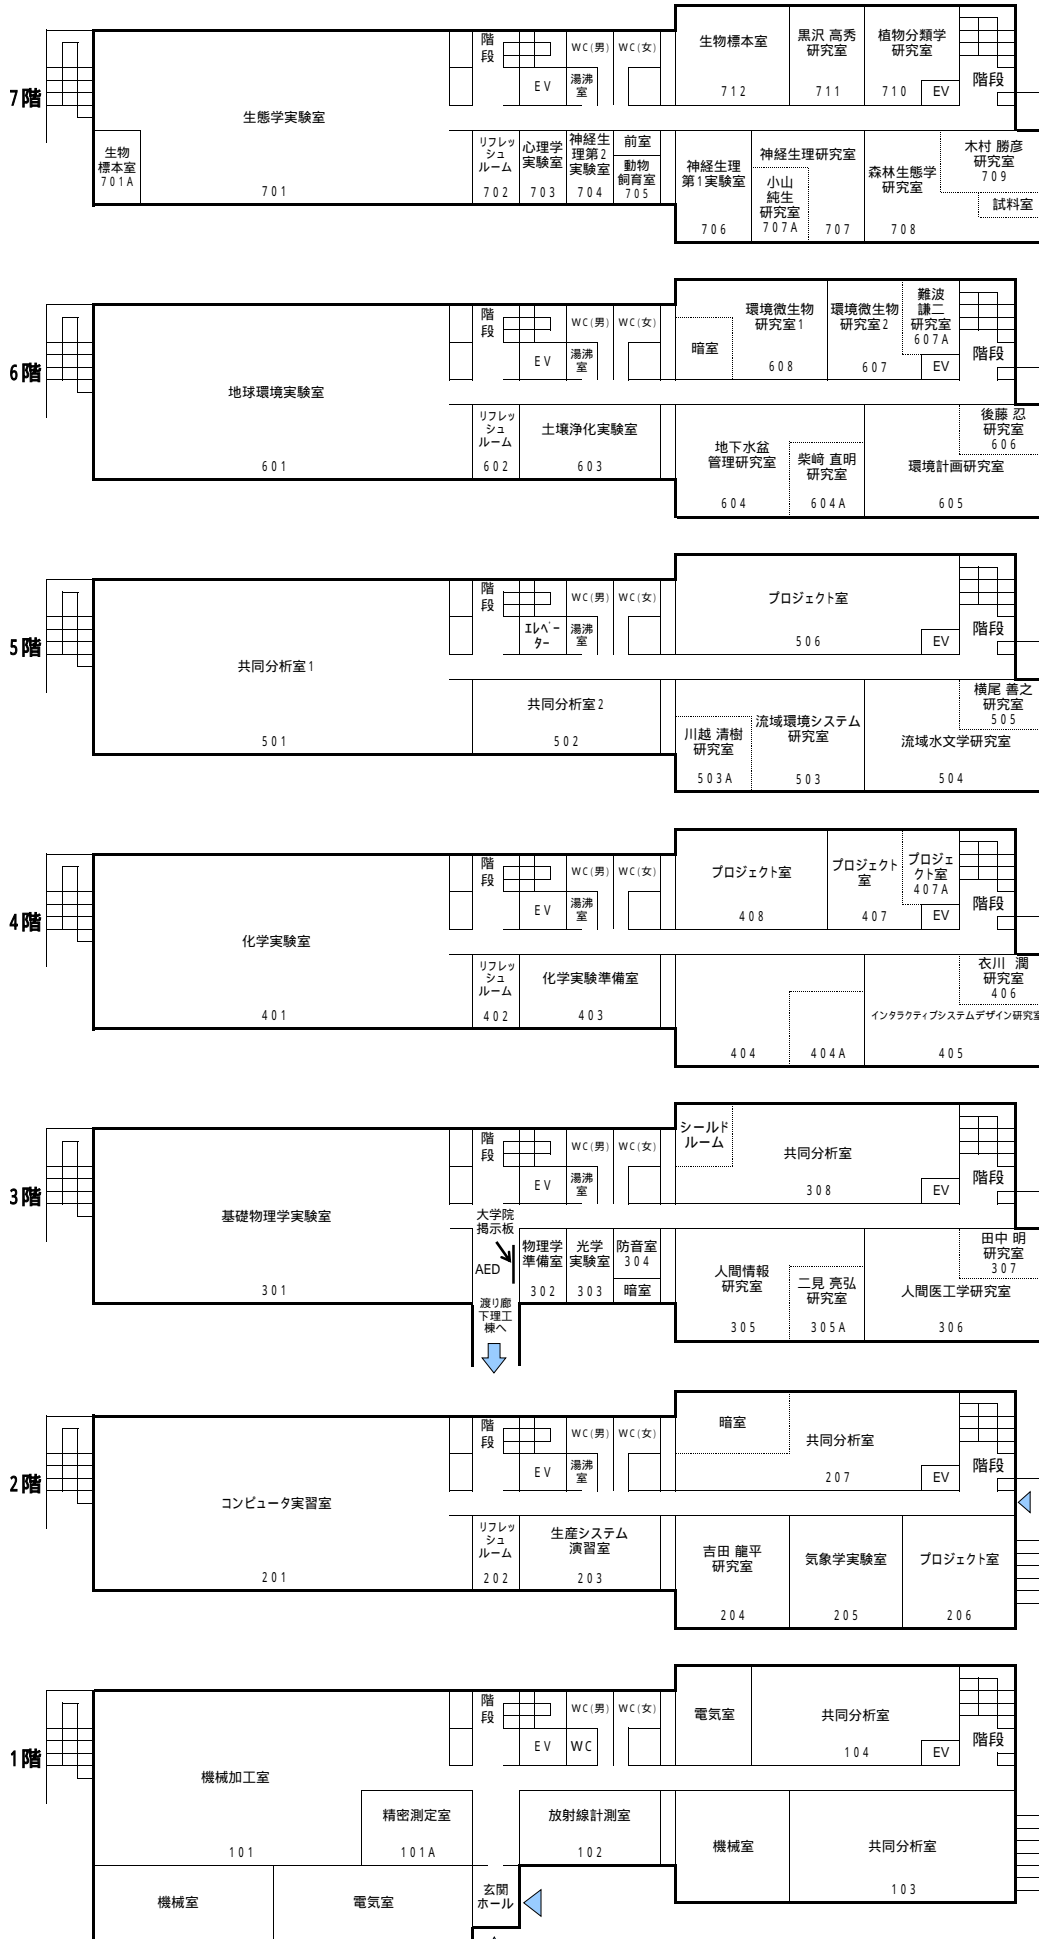 7階
生態学実験室
701
生物
標本室
701A
階
段
EV
WC(男)
WC(女)
湯沸
室
リフレッ
シュ
ルーム
702
心理学
実験室
703
神経生
理第2
実験室
704
前室
動物
飼育室
705
生物標本室
712
黒沢 高秀
研究室
711
植物分類学
研究室
710
EV
階段
神経生理
第1実験室
706
神経生理研究室
小山
純生
研究室
707A
707
森林生態学
研究室
708
木村 勝彦
研究室
709
試料室
6階
地球環境実験室
601
階
段
EV
WC(男)
WC(女)
湯沸
室
リフレッ
シュ
ルーム
602
土壌浄化実験室
603
暗室
環境微生物
研究室1
608
環境微生物
研究室2
607
難波
謙二
研究室
607A
EV
階段
地下水盆
管理研究室
604
柴﨑 直明
研究室
604A
後藤 忍
研究室
606
環境計画研究室
605
5階
共同分析室1
501
階
段
エレベー
ター
WC(男)
WC(女)
湯沸
室
共同分析室2
502
プロジェクト室
506
EV
階段
川越 清樹
研究室
503A
流域環境システム
研究室
503
横尾 善之
研究室
505
流域水文学研究室
504
4階
化学実験室
401
階
段
EV
WC(男)
WC(女)
湯沸
室
リフレッ
シュ
ルーム
402
化学実験準備室
403
プロジェクト室
408
プロジェクト
室
407
プロジェ
クト室
407A
EV
階段
404
404A
衣川 潤
研究室
406
インタラクティブシステムデザイン研究室
405
3階
基礎物理学実験室
301
階
段
EV
WC(男)
WC(女)
湯沸
室
大学院
掲示板
AED
渡り廊
下理工
棟へ
物理学
準備室
302
光学
実験室
303
防音室
304
暗室
シールド
ルーム
共同分析室
308
EV
階段
人間情報
研究室
305
二見 亮弘
研究室
305A
田中 明
研究室
307
人間医工学研究室
306
2階
コンピュータ実習室
201
階
段
EV
WC(男)
WC(女)
湯沸
室
リフレッ
シュ
ルーム
202
生産システム
演習室
203
暗室
共同分析室
207
EV
階段
吉田 龍平
研究室
204
気象学実験室
205
プロジェクト室
206
1階
機械加工室
101
精密測定室
101A
機械室
電気室
階
段
EV
WC
WC(男)
WC(女)
放射線計測室
102
玄関
ホール
電気室
共同分析室
104
EV
階段
機械室
共同分析室
103